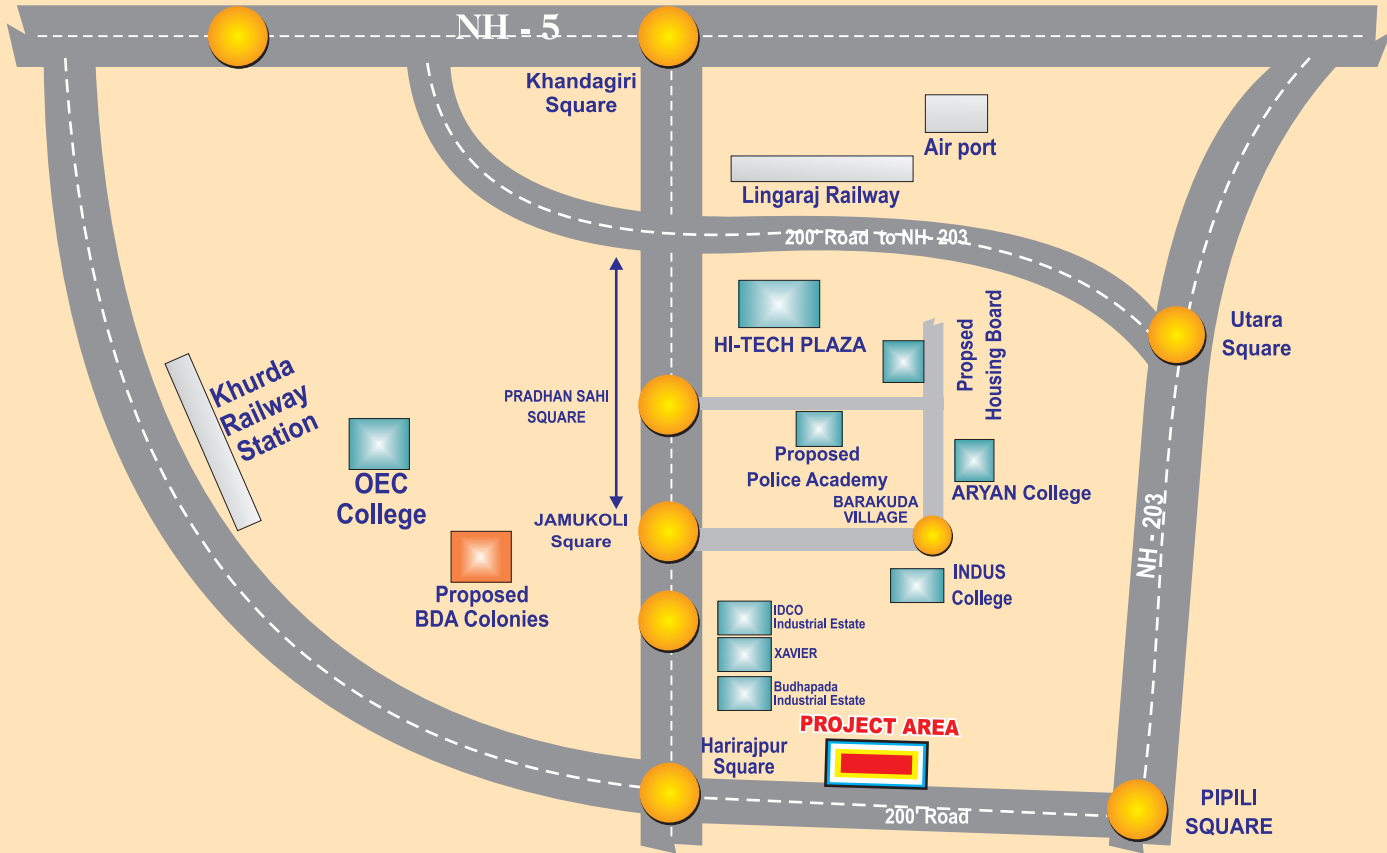 NH - 5
Khandagiri
Square
Air port
Lingaraj Railway
200' Road to NH- 203
HI-TECH PLAZA
Propsed
Housing Board
Utara
Square
Khurda
Railway
Station
PRADHAN SAHI
SQUARE
OEC
College
Proposed
Police Academy
ARYAN College
BARAKUDA
VILLAGE
JAMUKOLI
Square
NH - 203
Proposed
BDA Colonies
INDUS
College
IDCO
Industrial Estate
XAVIER
Budhapada
Industrial Estate
PROJECT AREA
Harirajpur
Square
200' Road
PIPILI
SQUARE